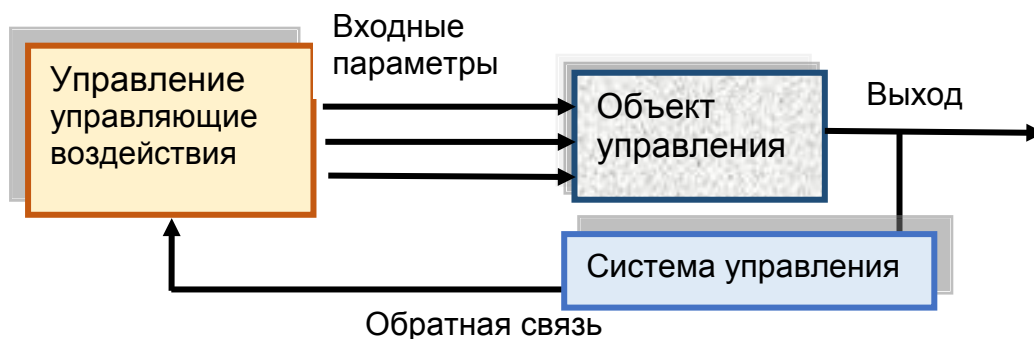 Входные
параметры
Управление
управляющие
воздействия
Объект
управления
Выход
Система управления
Обратная связь